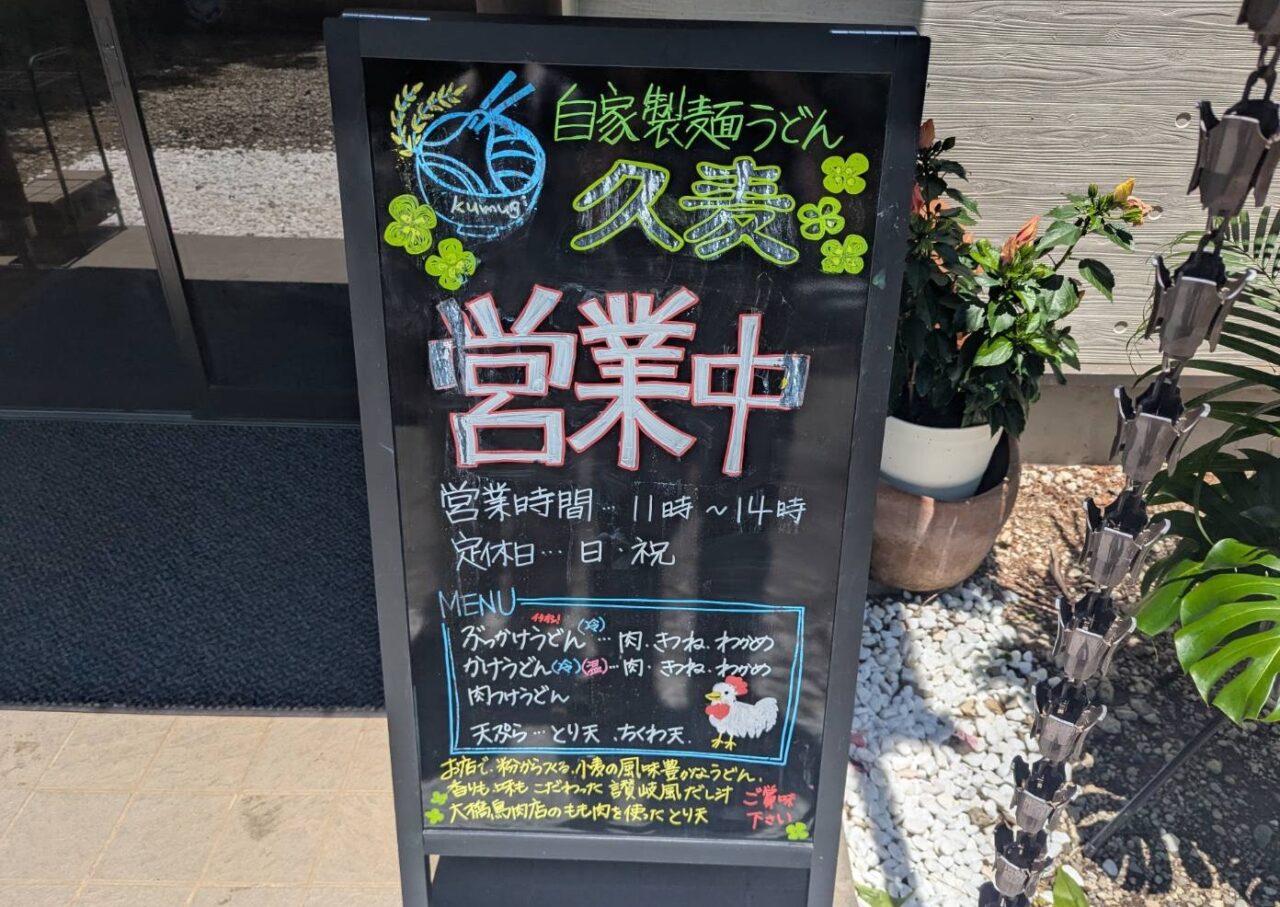 自家製麺うどん
kumugi
久麦
営業中
営業時間… 11時～14時
定休日… 日・祝
MENU
イチオシ!
ぶっかけうどん(冷)… 肉、きつね、わかめ
かけうどん(冷)(温)…肉、きつね、わかめ
肉つけうどん
天ぷら… とり天、ちくわ天
お店で、粉からつくる、小麦の風味豊かなうどん、
香りも、味も こだわった 讃岐風だし汁
大橋鳥肉店のもも肉を使った とり天
ご賞味
下さい